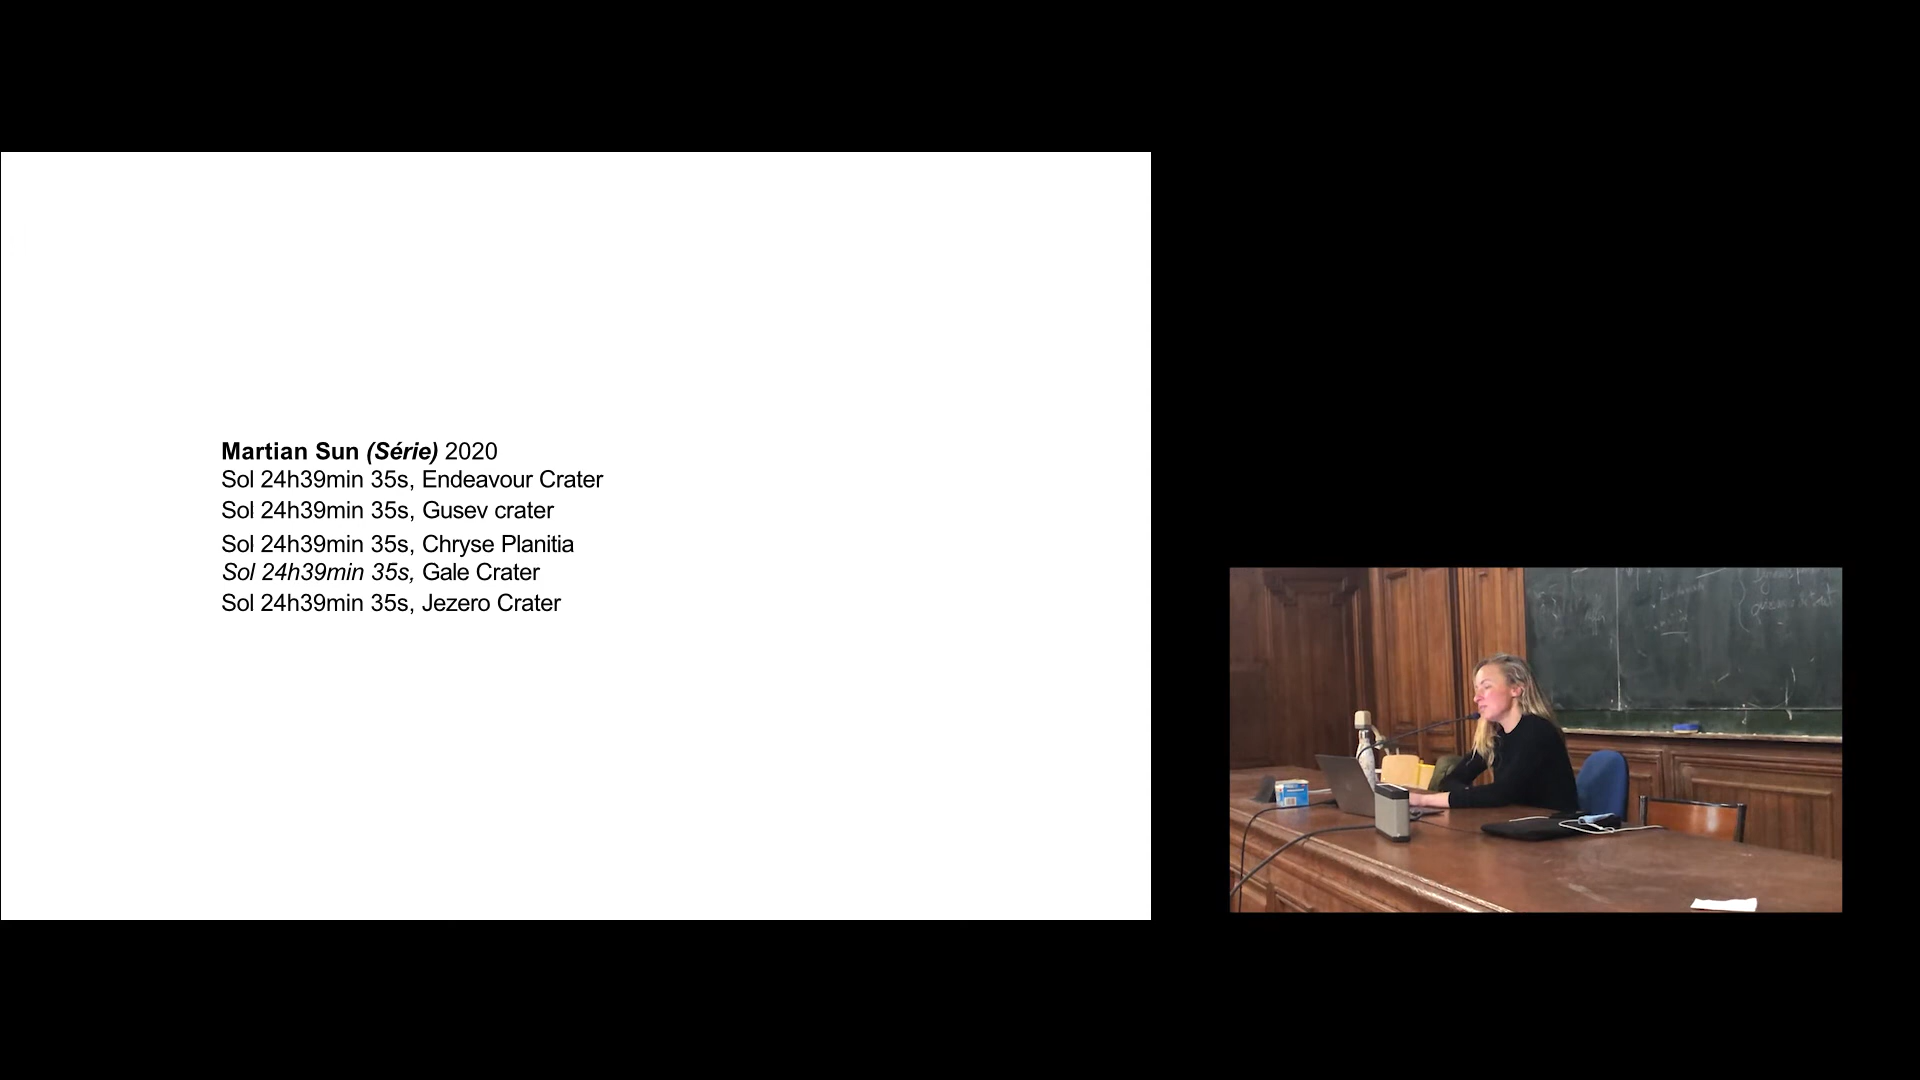 Martian Sun (Série) 2020
Sol 24h39min 35s, Endeavour Crater
Sol 24h39min 35s, Gusev crater
Sol 24h39min 35s, Chryse Planitia
Sol 24h39min 35s, Gale Crater
Sol 24h39min 35s, Jezero Crater